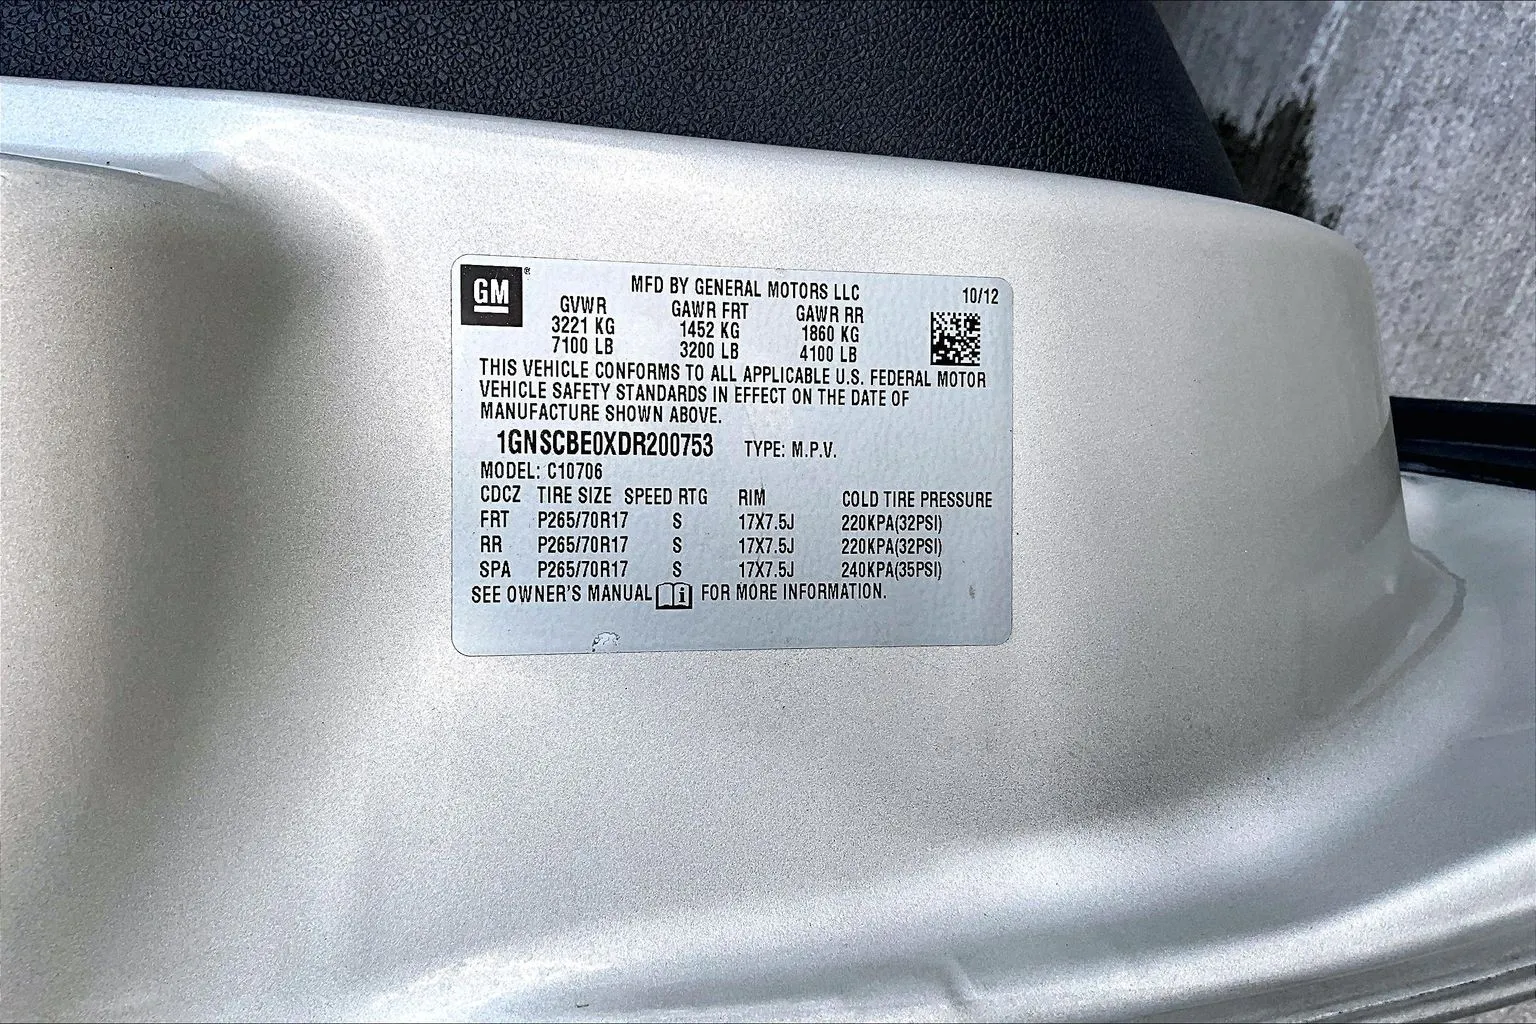 GM®
MFD BY GENERAL MOTORS LLC 10/12
GVWR GAWR FRT GAWR RR
3221 KG 1452 KG 1860 KG
7100 LB 3200 LB 4100 LB
THIS VEHICLE CONFORMS TO ALL APPLICABLE U.S. FEDERAL MOTOR
VEHICLE SAFETY STANDARDS IN EFFECT ON THE DATE OF
MANUFACTURE SHOWN ABOVE.
1GNSCBE0XDR200753 TYPE: M.P.V.
MODEL: C10706
CDCZ TIRE SIZE SPEED RTG RIM COLD TIRE PRESSURE
FRT P265/70R17 S 17X7.5J 220KPA(32PSI)
RR P265/70R17 S 17X7.5J 220KPA(32PSI)
SPA P265/70R17 S 17X7.5J 240KPA(35PSI)
SEE OWNER'S MANUAL i FOR MORE INFORMATION.